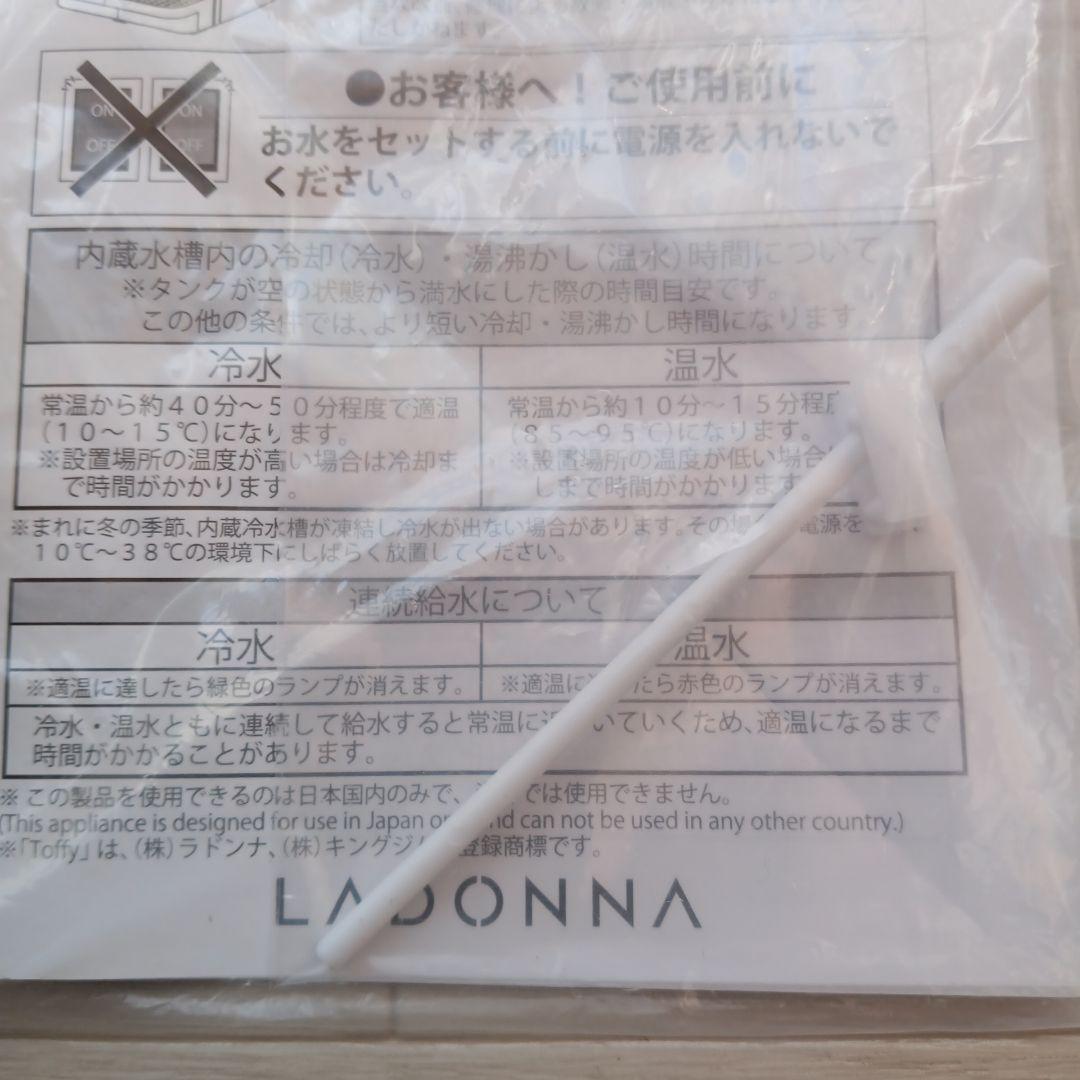 たしかねます。
ON ON
OFF OFF
●お客様へ！ご使用前に
お水をセットする前に電源を入れないで
ください。
内蔵水槽内の冷却（冷水）・湯沸かし（温水）時間について
※タンクが空の状態から満水にした際の時間目安です。
この他の条件では、より短い冷却・湯沸かし時間になります。
冷水
常温から約４０分～５０分程度で適温
（１０～１５℃）になります。
※設置場所の温度が高い場合は冷却ま
で時間がかかります。
温水
常温から約１０分～１５分程度
（８５～９５℃）になります。
※設置場所の温度が低い場合
しまで時間がかかります
※まれに冬の季節、内蔵冷水槽が凍結し冷水が出ない場合があります。その場 電源を
１０℃～３８℃の環境下にしばらく放置してください。
連続給水について
冷水
※適温に達したら緑色のランプが消えます。
温水
※適温に たら赤色のランプが消えます。
冷水・温水ともに連続して給水すると常温に いていくため、適温になるまで
時間がかかることがあります。
※ この製品を使用できるのは日本国内のみで、 では使用できません。
(This appliance is designed for use in Japan and can not be used in any other country.)
※「Toffy」は、（株）ラドンナ、（株）キングジ 登録商標です。
LADONNA